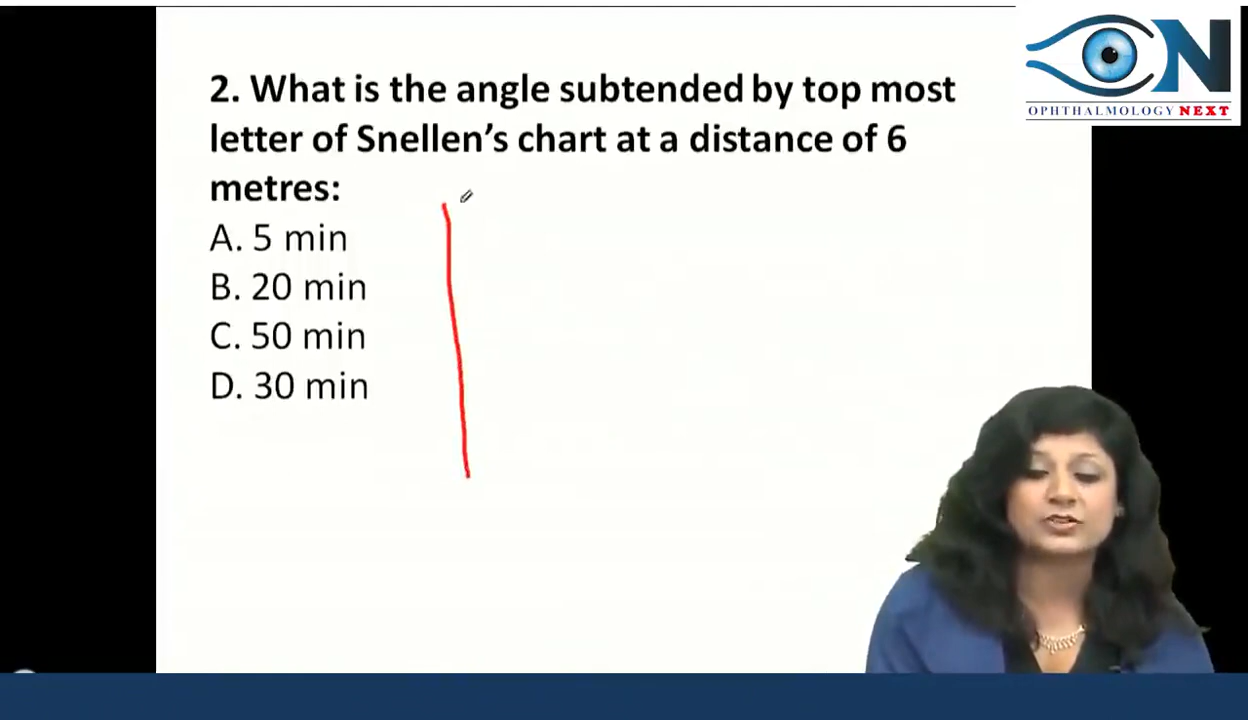 2. What is the angle subtended by top most
letter of Snellen’s chart at a distance of 6
metres:
A. 5 min
B. 20 min
C. 50 min
D. 30 min
ON
OPHTHALMOLOGY NEXT